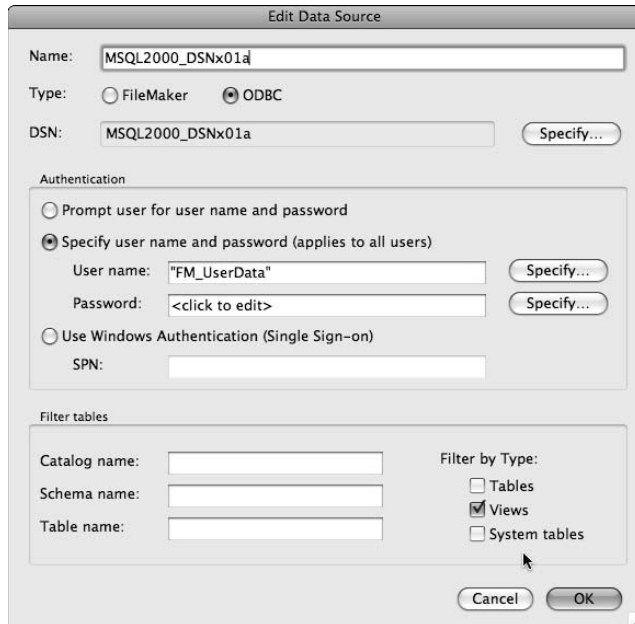 Edit Data Source
Name: MSQL2000_DSNx01a
Type: FileMaker ODBC
DSN: MSQL2000_DSNx01a Specify...
Authentication
Prompt user for user name and password
Specify user name and password (applies to all users)
User name: "FM_UserData" Specify...
Password: <click to edit> Specify...
Use Windows Authentication (Single Sign-on)
SPN:
Filter tables
Catalog name: Filter by Type:
Tables
Schema name:
Views
Table name:
System tables
Cancel OK